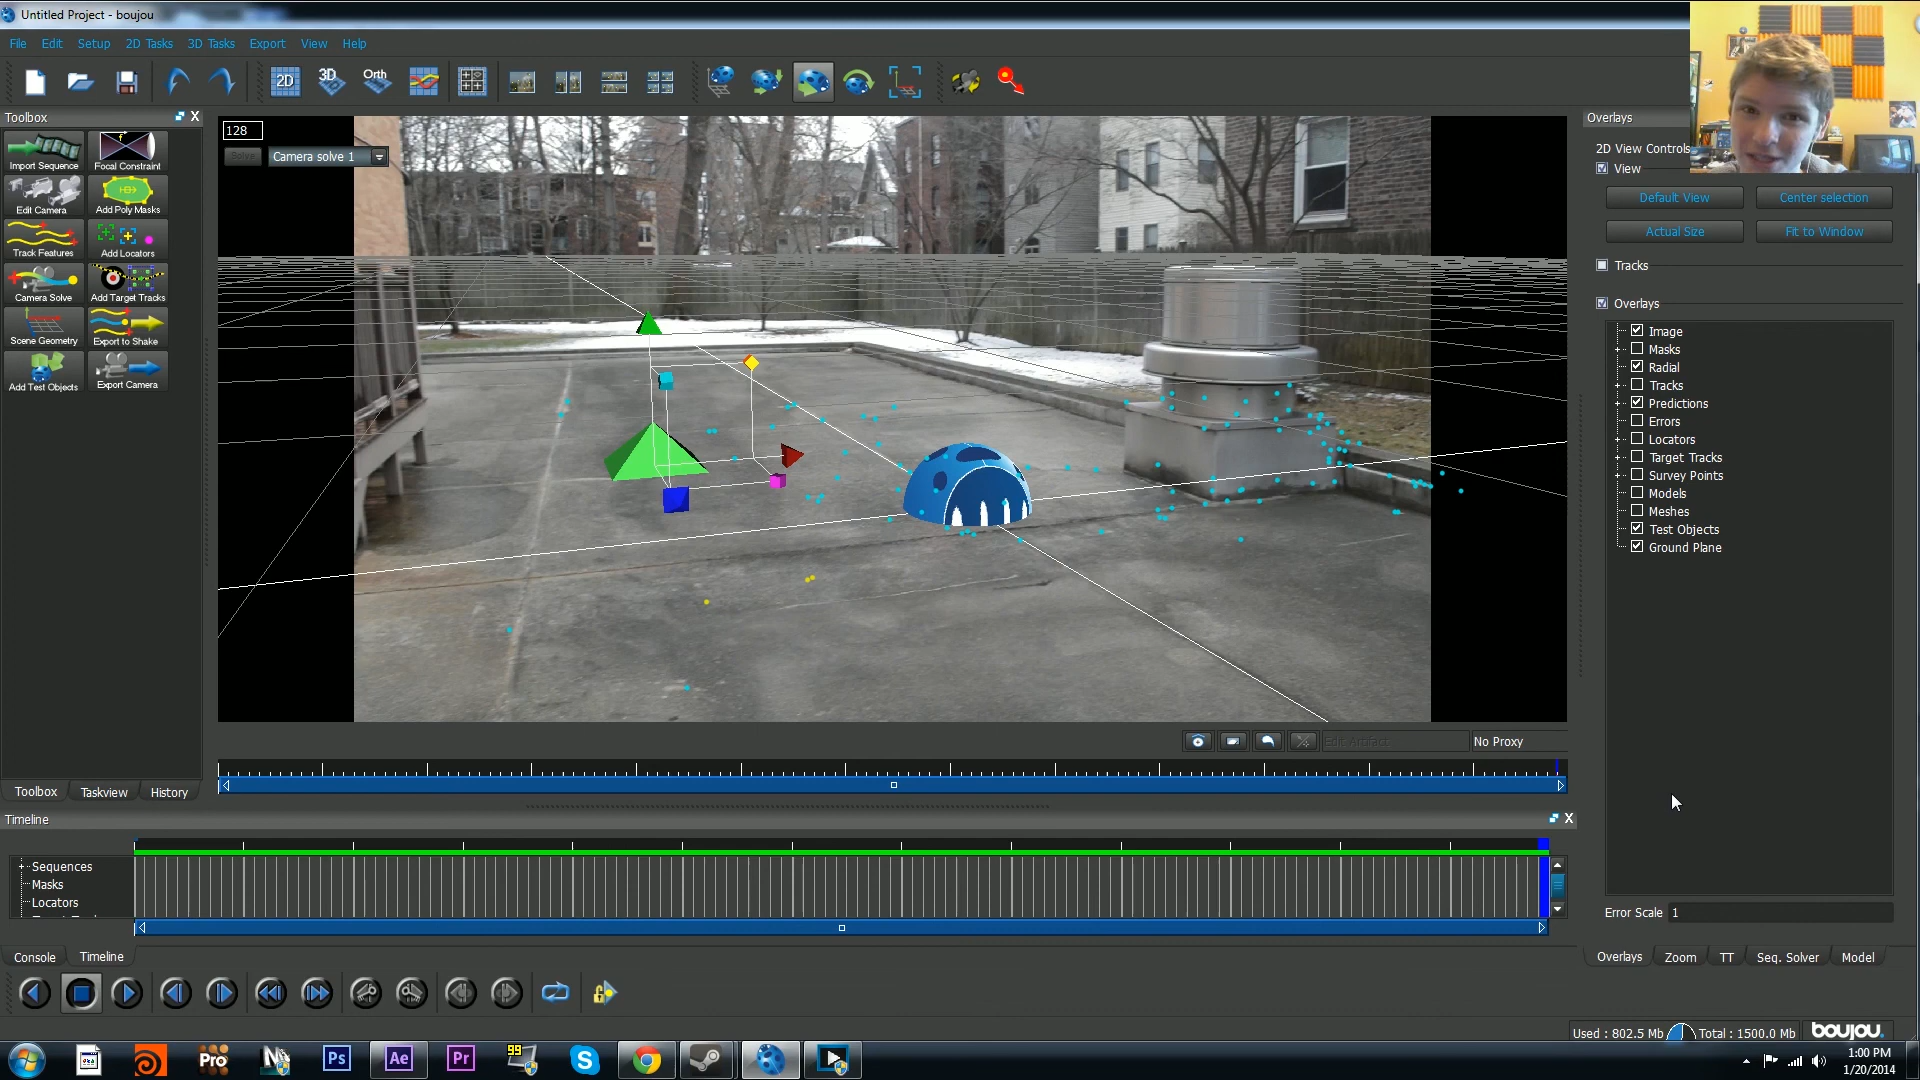 Untitled Project - boujou
File Edit Setup 2D Tasks 3D Tasks Export View Help
2D 3D Orth
Toolbox
Import Sequence Focal Constraint
Edit Camera Add Poly Masks
Track Features Add Locators
Camera Solve Add Target Tracks
Scene Geometry Export to Shake
Add Test Objects Export Camera
Toolbox Taskview History
128
Solve Camera solve 1
Edit Artifact No Proxy
Overlays
2D View Controls
View
Default View Center selection
Actual Size Fit to Window
Tracks
Overlays
Image
Masks
Radial
Tracks
Predictions
Errors
Locators
Target Tracks
Survey Points
Models
Meshes
Test Objects
Ground Plane
Error Scale 1
Overlays Zoom TT Seq. Solver Model
Timeline
Sequences
Masks
Locators
Console Timeline
Used : 802.5 Mb Total : 1500.0 Mb boujou.
Pro Ps Ae Pr 99
1:00 PM
1/20/2014